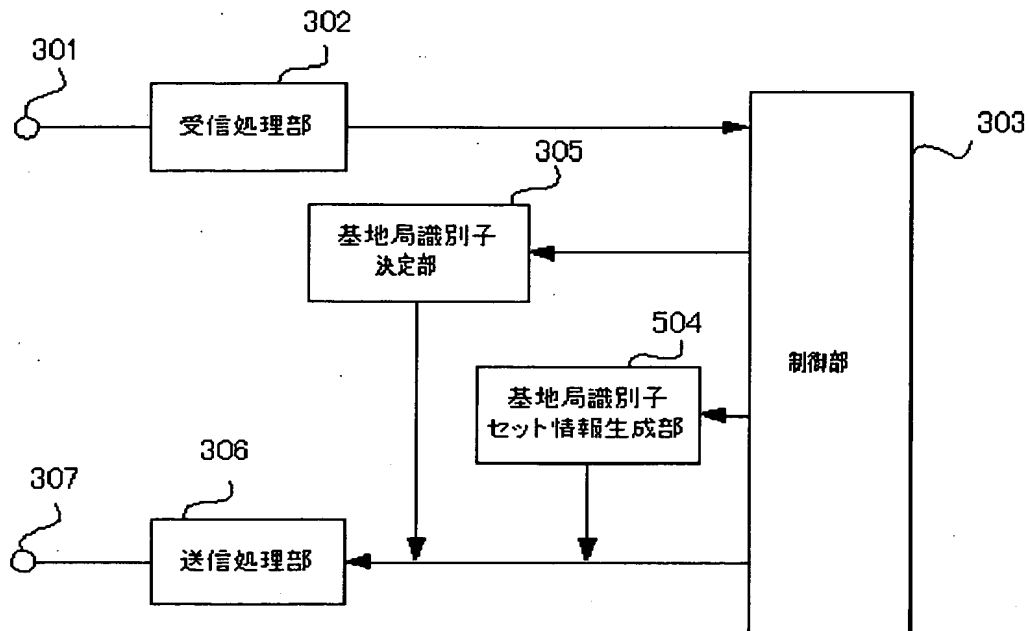 302
301
受信処理部
303
305
基地局識別子
決定部
504
制御部
基地局識別子
セット情報生成部
306
307
送信処理部